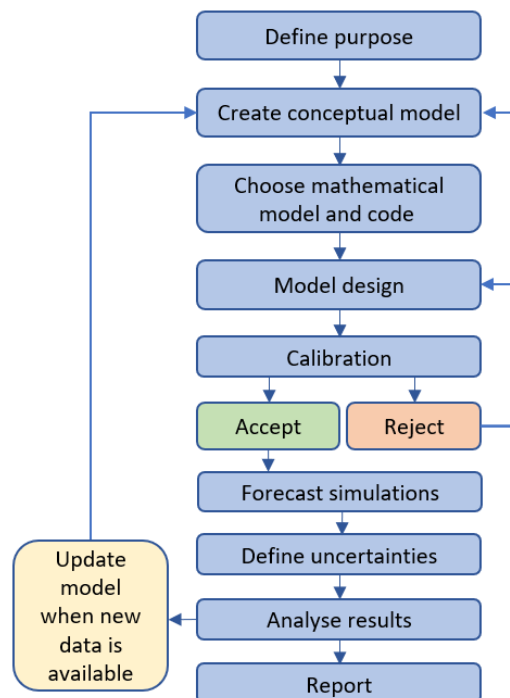 Define purpose
Create conceptual model
Choose mathematical
model and code
Model design
Calibration
Accept
Reject
Forecast simulations
Define uncertainties
Update
model
when new
data is
available
Analyse results
Report